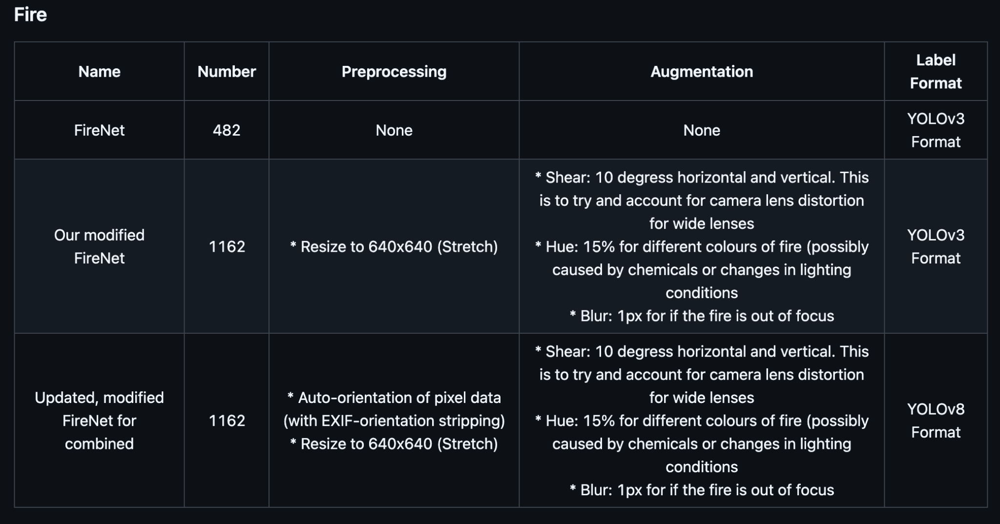 Fire
Name
Number
Preprocessing
Augmentation
Label
Format
FireNet
482
None
None
YOLOv3
Format
Our modified
FireNet
1162
* Resize to 640x640 (Stretch)
* Shear: 10 degress horizontal and vertical. This
is to try and account for camera lens distortion
for wide lenses
* Hue: 15% for different colours of fire (possibly
caused by chemicals or changes in lighting
conditions
* Blur: 1px for if the fire is out of focus
YOLOv3
Format
Updated, modified
FireNet for
combined
1162
* Auto-orientation of pixel data
(with EXIF-orientation stripping)
* Resize to 640x640 (Stretch)
* Shear: 10 degress horizontal and vertical. This
is to try and account for camera lens distortion
for wide lenses
* Hue: 15% for different colours of fire (possibly
caused by chemicals or changes in lighting
conditions
* Blur: 1px for if the fire is out of focus
YOLOv8
Format